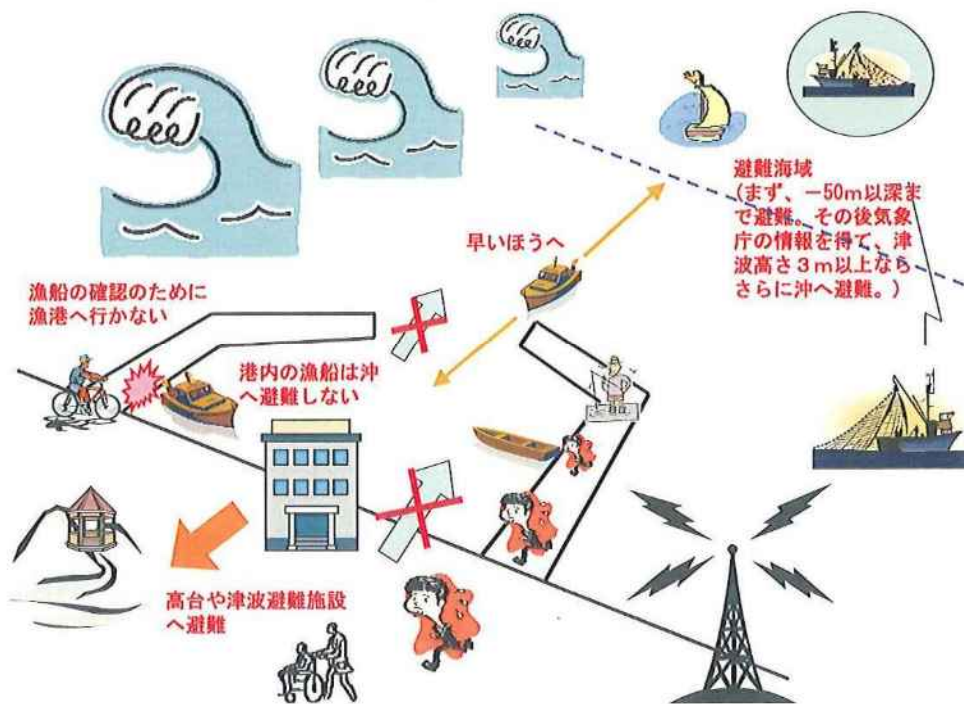 避難海域
(まず、－50m以深ま
で避難。その後気象
庁の情報を得て、津
波高さ３ｍ以上なら
さらに沖へ避難。)
早いほうへ
漁船の確認のために
漁港へ行かない
港内の漁船は沖
へ避難しない
高台や津波避難施設
へ避難